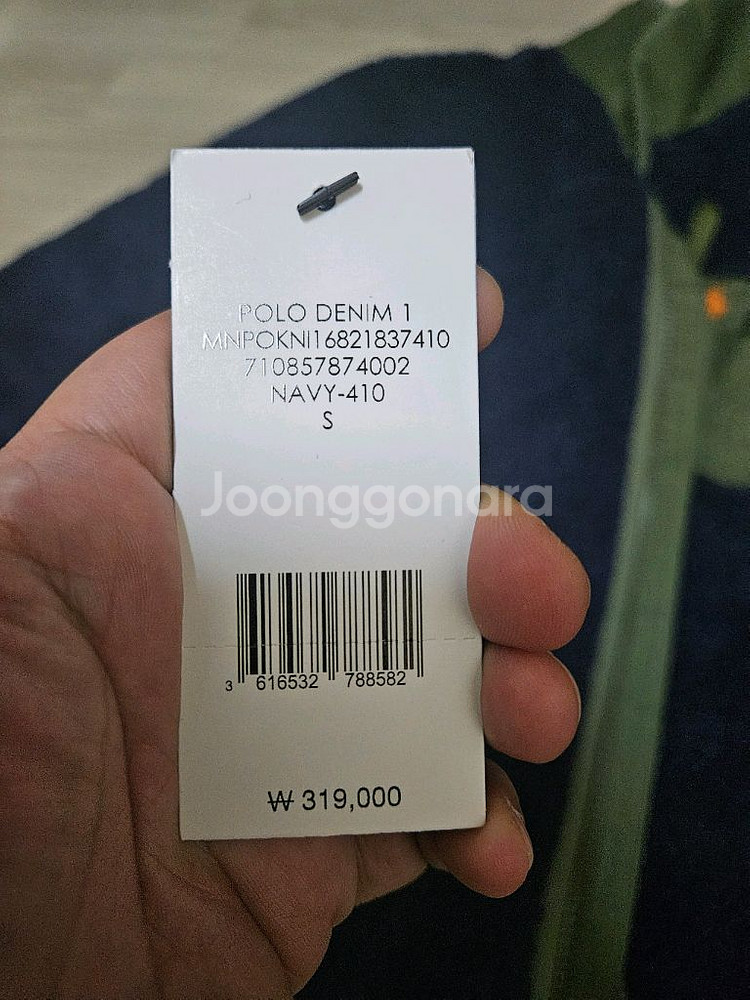 POLO DENIM 1
MNPOKNI16821837410
710857874002
NAVY-410
S
Joonggonara
3 616532 788582
₩ 319,000